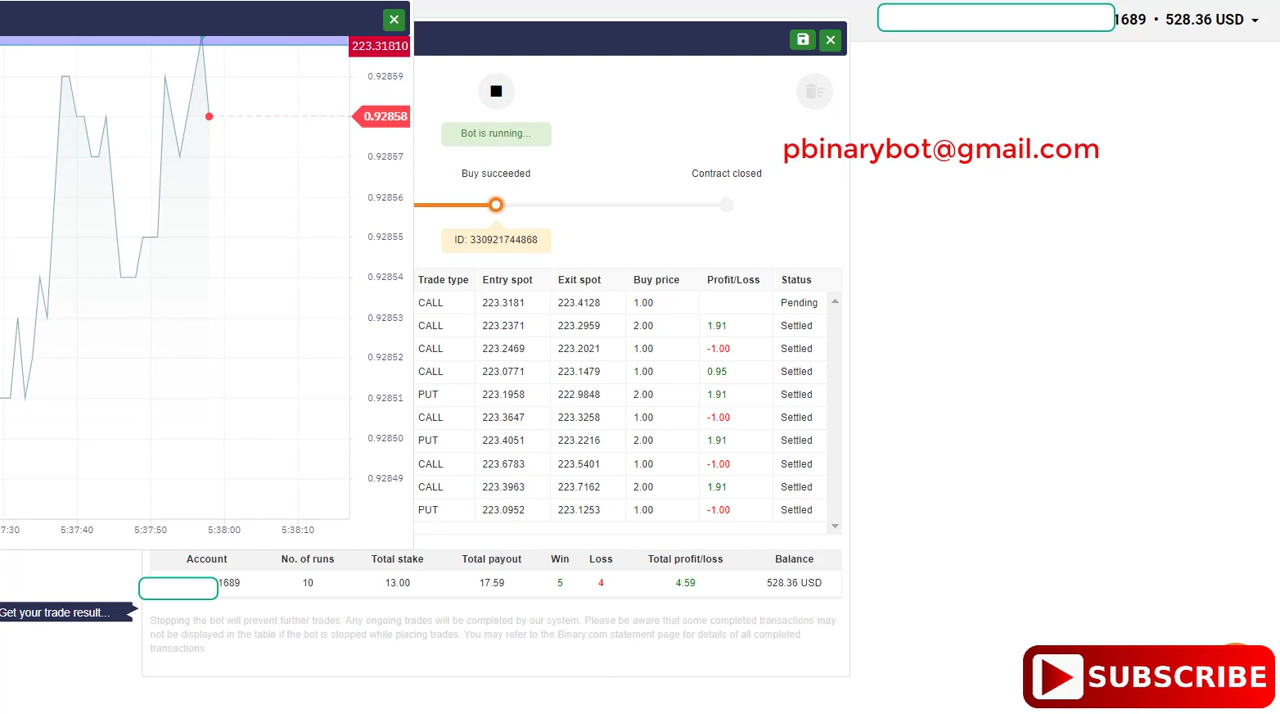 1689 • 528.36 USD
223.31810
0.92859
0.92858
0.92857
0.92856
0.92855
0.92854
0.92853
0.92852
0.92851
0.92850
0.92849
7:30 5:37:40 5:37:50 5:38:00 5:38:10
Bot is running...
pbinarybot@gmail.com
Buy succeeded Contract closed
ID: 330921744868
Trade type Entry spot Exit spot Buy price Profit/Loss Status
CALL 223.3181 223.4128 1.00 Pending
CALL 223.2371 223.2959 2.00 1.91 Settled
CALL 223.2469 223.2021 1.00 -1.00 Settled
CALL 223.0771 223.1479 1.00 0.95 Settled
PUT 223.1958 222.9848 2.00 1.91 Settled
CALL 223.3647 223.3258 1.00 -1.00 Settled
PUT 223.4051 223.2216 2.00 1.91 Settled
CALL 223.6783 223.5401 1.00 -1.00 Settled
CALL 223.3963 223.7162 2.00 1.91 Settled
PUT 223.0952 223.1253 1.00 -1.00 Settled
Account No. of runs Total stake Total payout Win Loss Total profit/loss Balance
1689 10 13.00 17.59 5 4 4.59 528.36 USD
Get your trade result...
Stopping the bot will prevent further trades. Any ongoing trades will be completed by our system. Please be aware that some completed transactions may
not be displayed in the table if the bot is stopped while placing trades. You may refer to the Binary.com statement page for details of all completed
transactions.
SUBSCRIBE